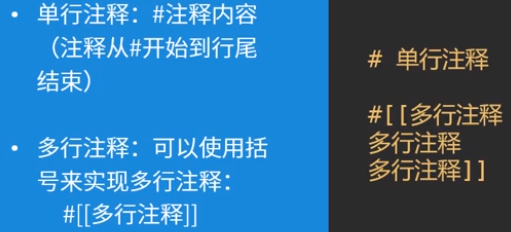 • 单行注释：#注释内容
（注释从#开始到行尾
结束）
• 多行注释：可以使用括
号来实现多行注释：
#[[多行注释]]
# 单行注释
#[[多行注释
多行注释
多行注释]]